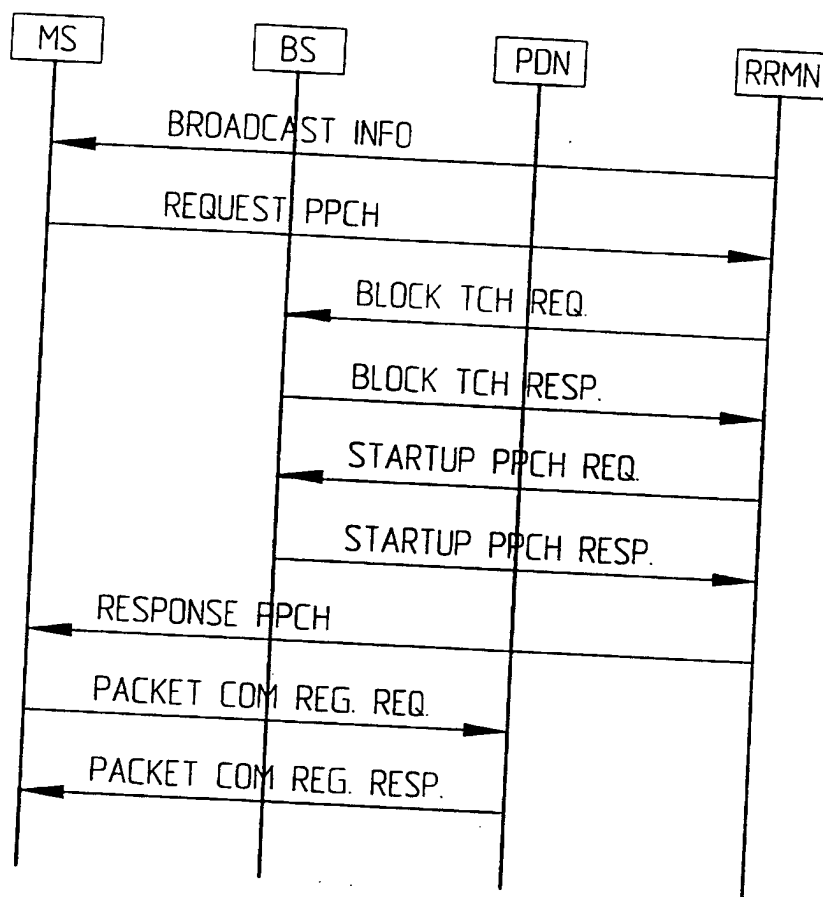 MS
BS
PDN
RRMN
BROADCAST INFO
REQUEST PPCH
BLOCK TCH REQ.
BLOCK TCH RESP.
STARTUP PPCH REQ.
STARTUP PPCH RESP.
RESPONSE PPCH
PACKET COM REG. REQ.
PACKET COM REG. RESP.